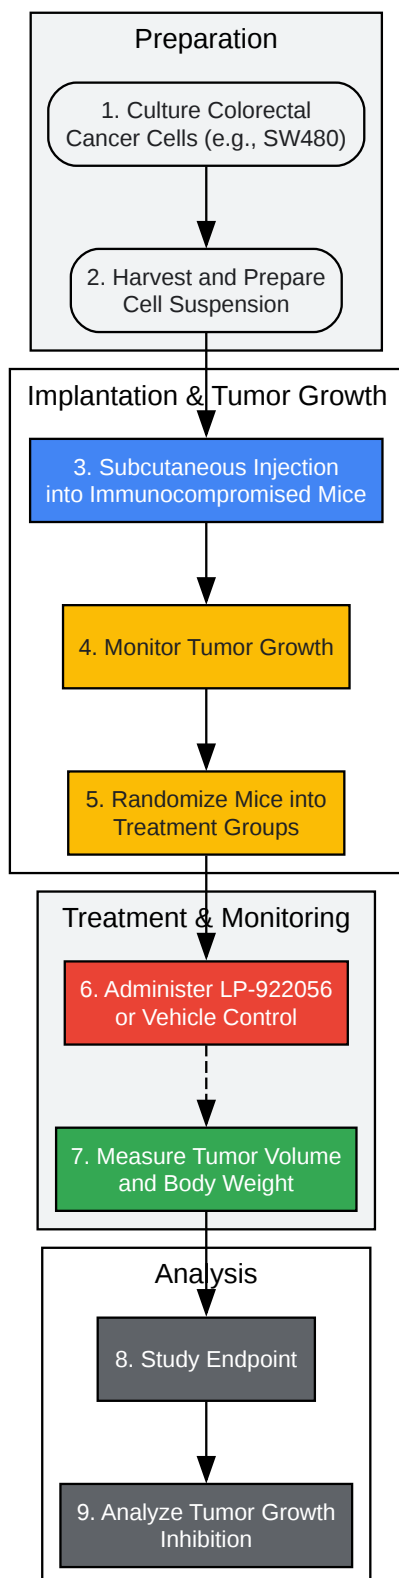 Preparation
1. Culture Colorectal
Cancer Cells (e.g., SW480)
2. Harvest and Prepare
Cell Suspension
Implantation & Tumor Growth
3. Subcutaneous Injection
into Immunocompromised Mice
4. Monitor Tumor Growth
5. Randomize Mice into
Treatment Groups
Treatment & Monitoring
6. Administer LP-922056
or Vehicle Control
7. Measure Tumor Volume
and Body Weight
Analysis
8. Study Endpoint
9. Analyze Tumor Growth
Inhibition